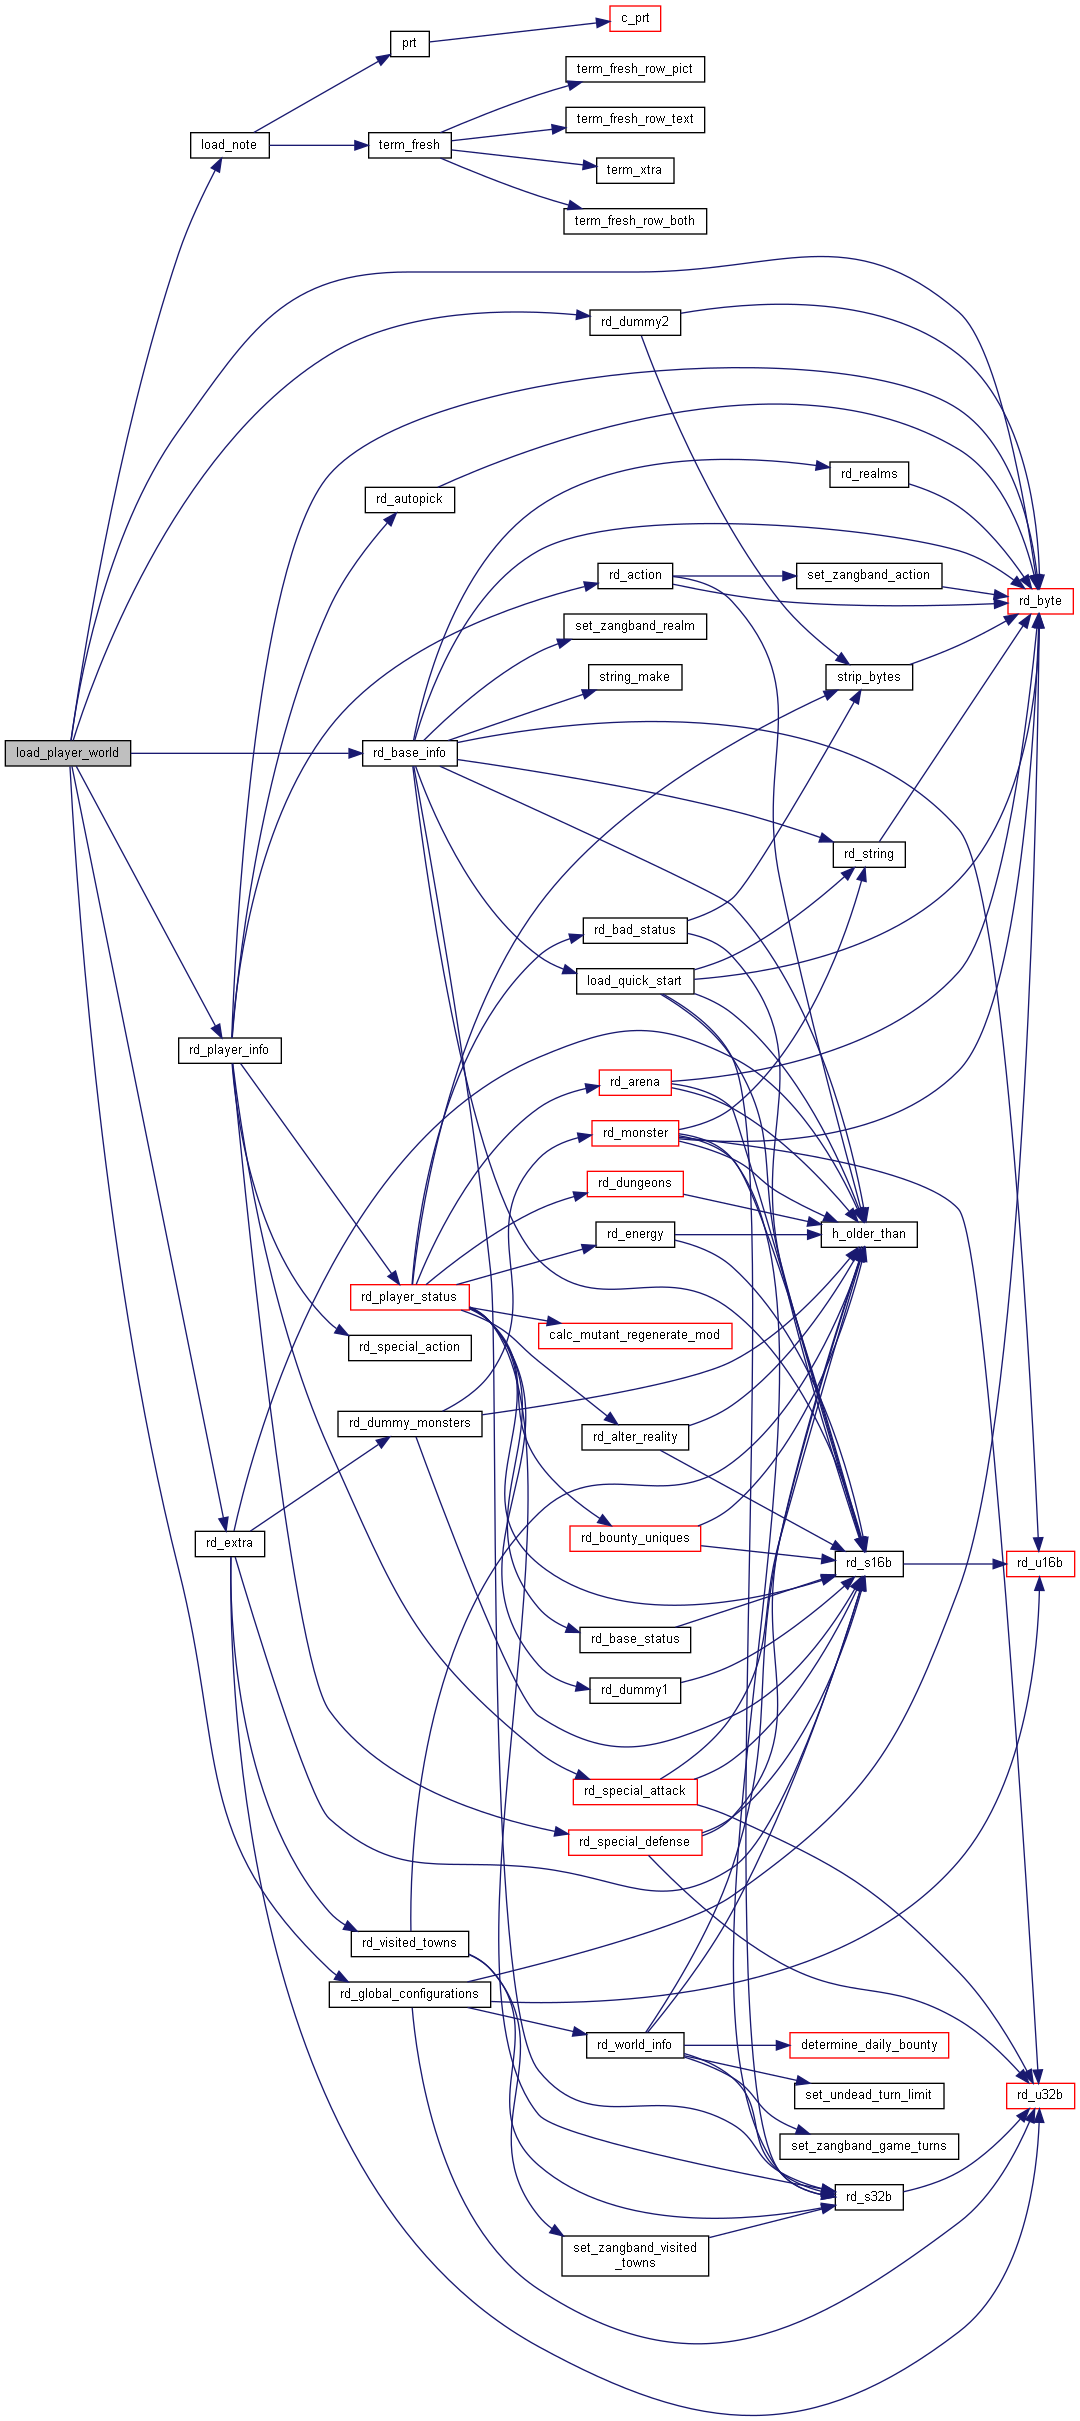 c_prt
prt
term_fresh_row_pict
term_fresh_row_text
load_note
term_fresh
term_xtra
term_fresh_row_both
rd_dummy2
rd_realms
rd_autopick
rd_action
set_zangband_action
rd_byte
set_zangband_realm
string_make
strip_bytes
load_player_world
rd_base_info
rd_string
rd_bad_status
load_quick_start
rd_player_info
rd_arena
rd_monster
rd_dungeons
rd_energy
h_older_than
rd_player_status
calc_mutant_regenerate_mod
rd_special_action
rd_dummy_monsters
rd_alter_reality
rd_extra
rd_bounty_uniques
rd_s16b
rd_u16b
rd_base_status
rd_dummy1
rd_special_attack
rd_special_defense
rd_visited_towns
rd_global_configurations
rd_world_info
determine_daily_bounty
set_undead_turn_limit
rd_u32b
set_zangband_game_turns
rd_s32b
set_zangband_visited
_towns